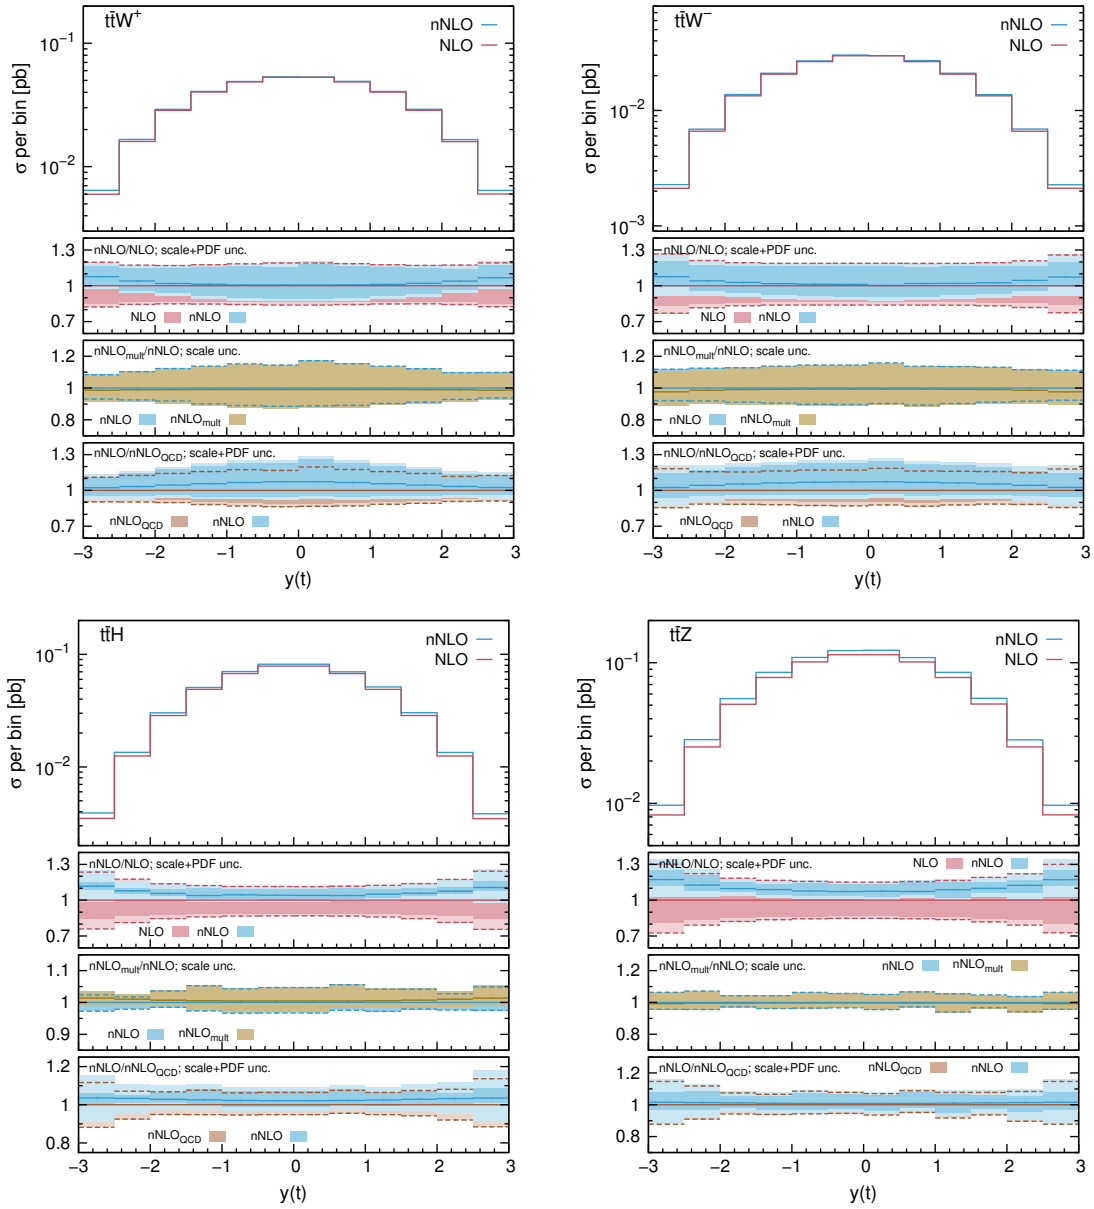 tt̄W⁺
nNLO
NLO
10⁻¹
10⁻²
σ per bin [pb]
nNLO/NLO; scale+PDF unc.
1.3
1
0.7
NLO nNLO
nNLO_mult/nNLO; scale unc.
1.2
1
0.8
nNLO nNLO_mult
nNLO/nNLO_QCD; scale+PDF unc.
1.3
1
0.7
nNLO_QCD nNLO
−3 −2 −1 0 1 2 3
y(t)
tt̄W⁻
nNLO
NLO
10⁻²
10⁻³
σ per bin [pb]
nNLO/NLO; scale+PDF unc.
1.3
1
0.7
NLO nNLO
nNLO_mult/nNLO; scale unc.
1.2
1
0.8
nNLO nNLO_mult
nNLO/nNLO_QCD; scale+PDF unc.
1.3
1
0.7
nNLO_QCD nNLO
−3 −2 −1 0 1 2 3
y(t)
tt̄H
nNLO
NLO
10⁻¹
10⁻²
σ per bin [pb]
nNLO/NLO; scale+PDF unc.
1.3
1
0.7
NLO nNLO
nNLO_mult/nNLO; scale unc.
1.1
1
0.9
nNLO nNLO_mult
nNLO/nNLO_QCD; scale+PDF unc.
1.2
1
0.8
nNLO_QCD nNLO
−3 −2 −1 0 1 2 3
y(t)
tt̄Z
nNLO
NLO
10⁻¹
10⁻²
σ per bin [pb]
nNLO/NLO; scale+PDF unc.
NLO nNLO
1.3
1
0.7
nNLO_mult/nNLO; scale unc.
nNLO nNLO_mult
1.2
1
0.8
nNLO/nNLO_QCD; scale+PDF unc.
nNLO_QCD nNLO
1.2
1
0.8
−3 −2 −1 0 1 2 3
y(t)